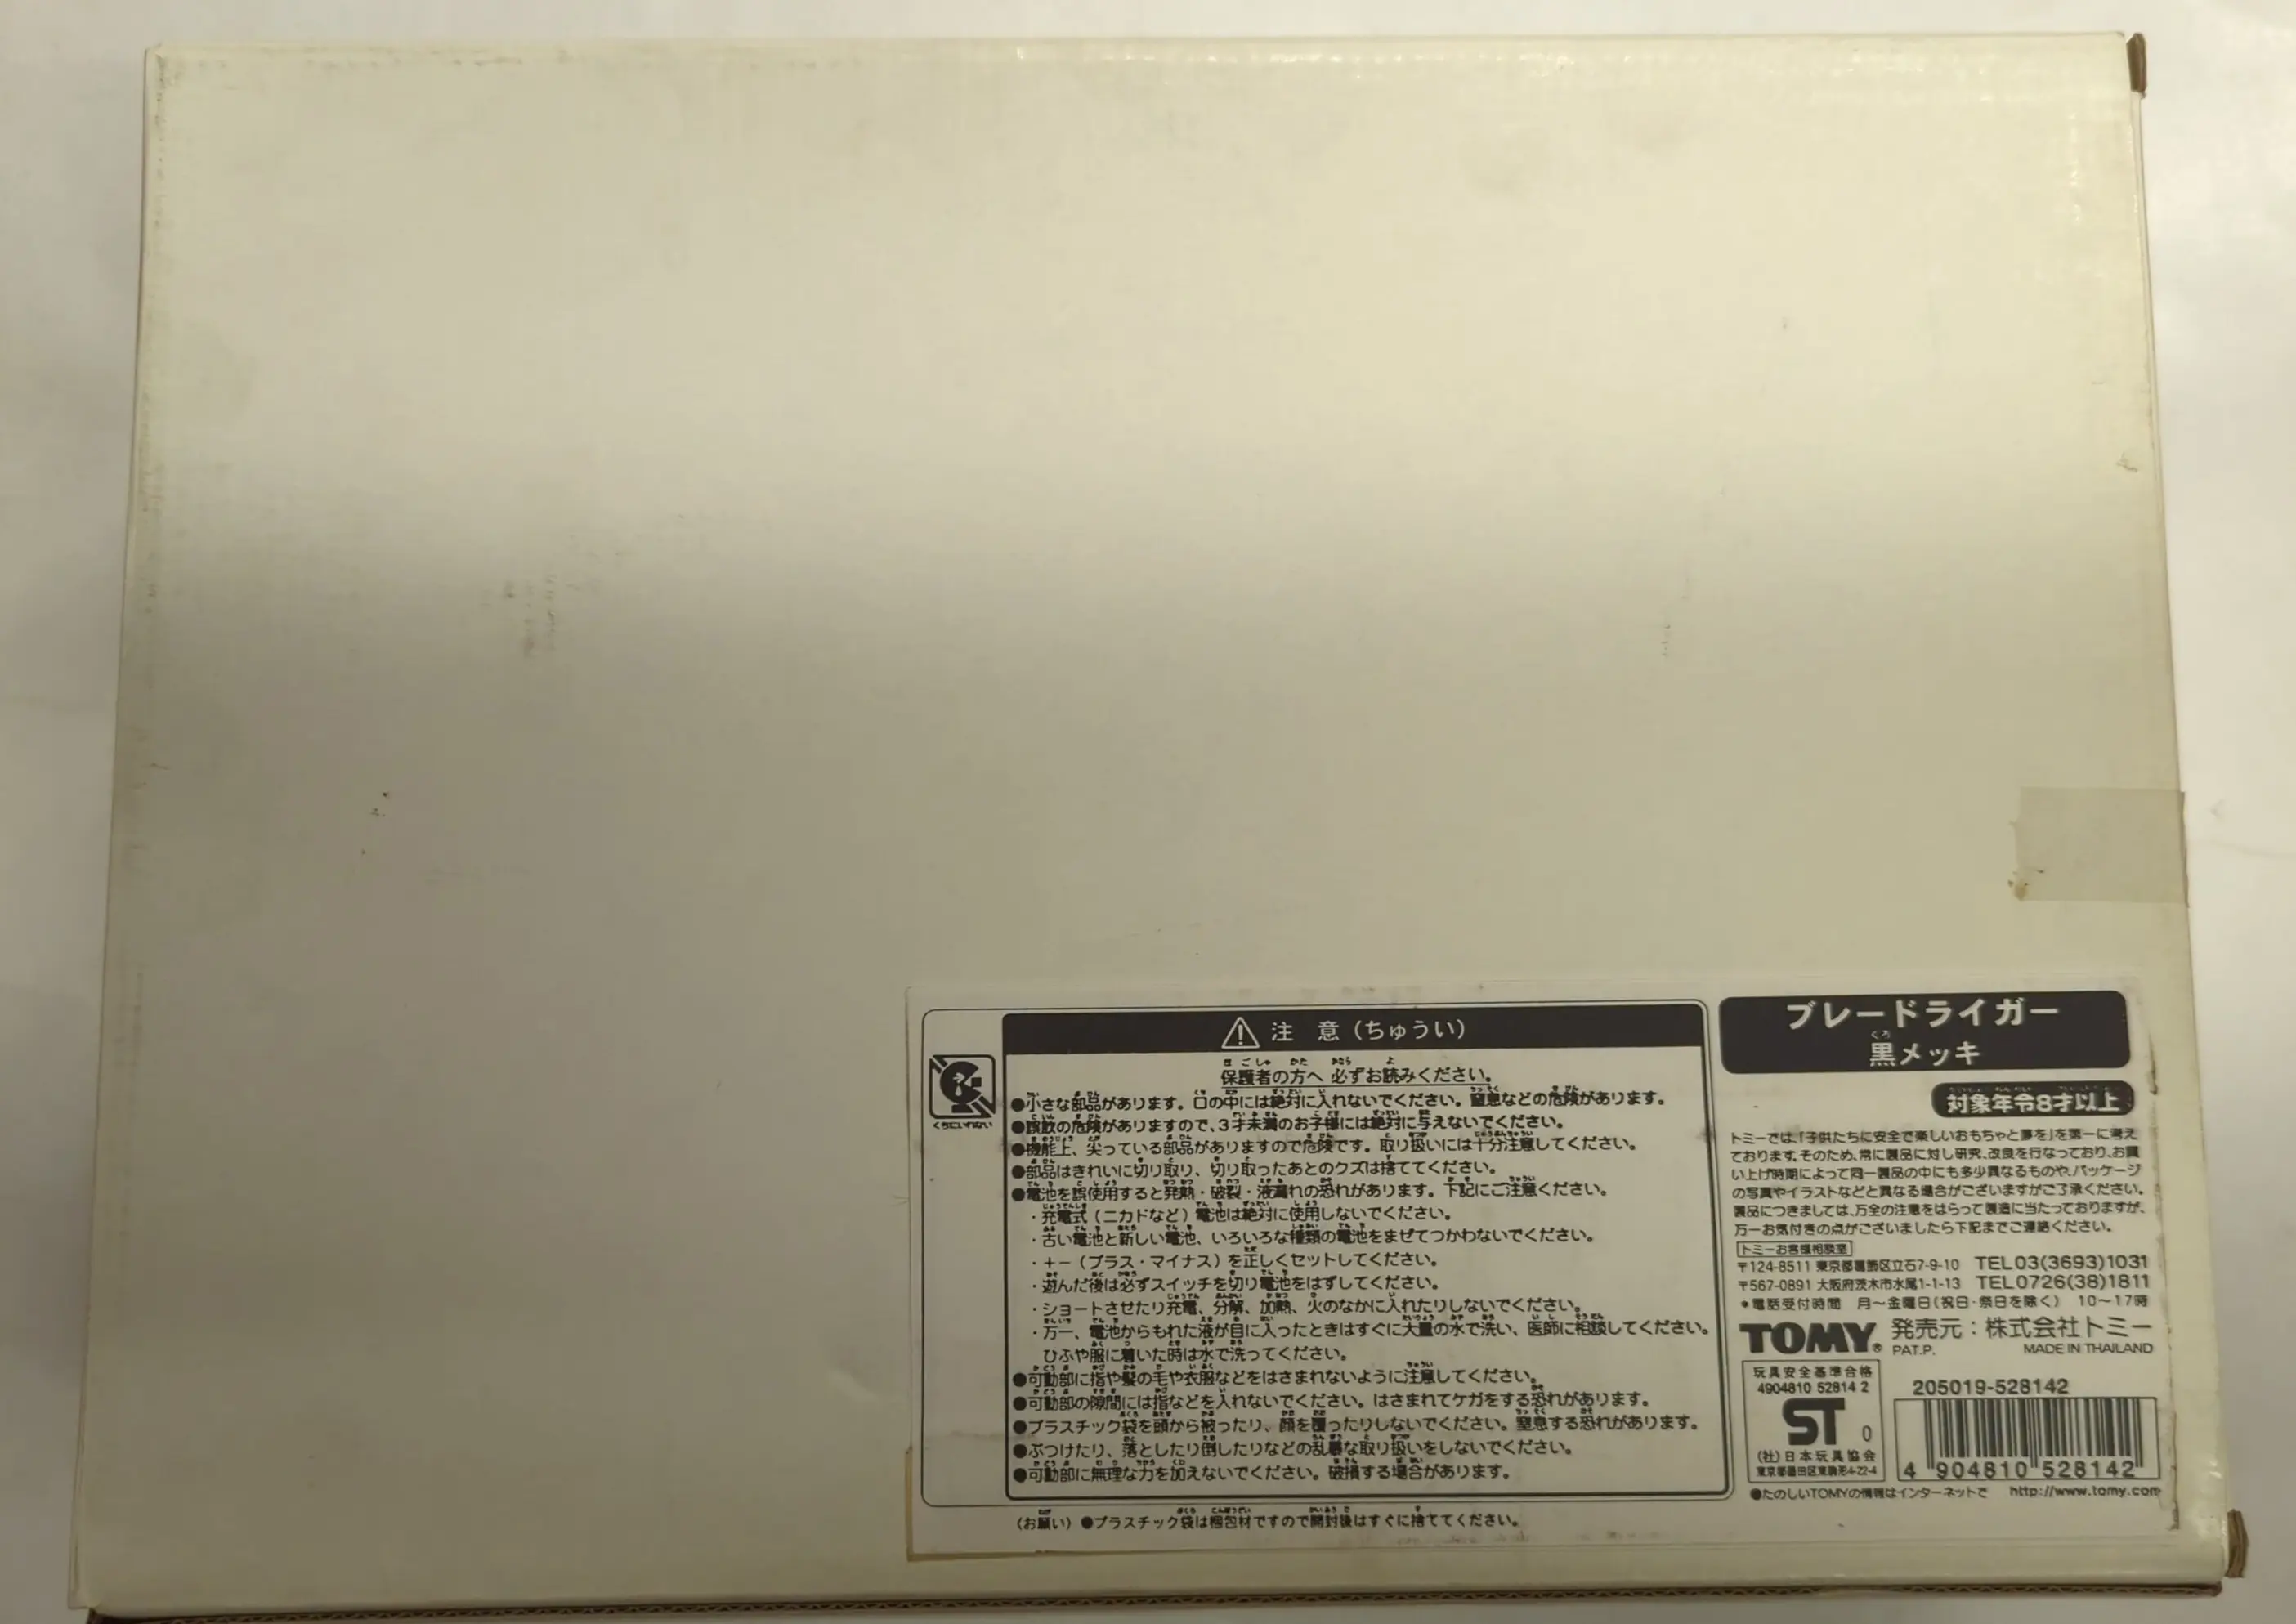 くちにいれない
⚠注 意(ちゅうい)
保護者の方へ 必ずお読みください。
●小さな部品があります。口の中には絶対に入れないでください。窒息などの危険があります。
●誤飲の危険がありますので、3才未満のお子様には絶対に与えないでください。
●機能上、尖っている部品がありますので危険です。取り扱いには十分注意してください。
●部品はきれいに切り取り、切り取ったあとのクズは捨ててください。
●電池を誤使用すると発熱・破裂・液漏れの恐れがあります。下記にご注意ください。
・充電式(ニカドなど)電池は絶対に使用しないでください。
・古い電池と新しい電池、いろいろな種類の電池をまぜてつかわないでください。
・+-(プラス・マイナス)を正しくセットしてください。
・遊んだ後は必ずスイッチを切り電池をはずしてください。
・ショートさせたり充電、分解、加熱、火のなかに入れたりしないでください。
・万一、電池からもれた液が目に入ったときはすぐに大量の水で洗い、医師に相談してください。
ひふや服に着いた時は水で洗ってください。
●可動部に指や髪の毛や衣服などをはさまれないように注意してください。
●可動部の隙間には指などを入れないでください。はさまれてケガをする恐れがあります。
●プラスチック袋を頭から被ったり、顔を覆ったりしないでください。窒息する恐れがあります。
●ぶつけたり、落としたり倒したりなどの乱暴な取り扱いをしないでください。
●可動部に無理な力を加えないでください。破損する場合があります。
(お願い)●プラスチック袋は梱包材ですので開封後はすぐに捨ててください。
ブレードライガー
黒メッキ
対象年令8才以上
トミーでは、「子供たちに安全で楽しいおもちゃと夢を」を第一に考え
ております。そのため、常に製品に対し研究、改良を行なっており、お買
い上げ時期によって同一製品の中にも多少異なるものや、パッケージ
の写真やイラストなどと異なる場合がございますがご了承ください。
製品につきましては、万全の注意をはらって製造に当たっておりますが、
万一お気付きの点がございましたら下記までご連絡ください。
トミーお客様相談室
〒124-8511 東京都葛飾区立石7-9-10 TEL03(3693)1031
〒567-0891 大阪府茨木市水尾1-1-13 TEL0726(38)1811
●電話受付時間 月〜金曜日(祝日・祭日を除く) 10〜17時
TOMY® 発売元:株式会社トミー
PAT.P. MADE IN THAILAND
玩具安全基準合格
4904810 52814 2
ST 0
(社)日本玩具協会
東京都墨田区東駒形4-22-4
205019-528142
4 904810 528142
●たのしいTOMYの情報はインターネットで http://www.tomy.com